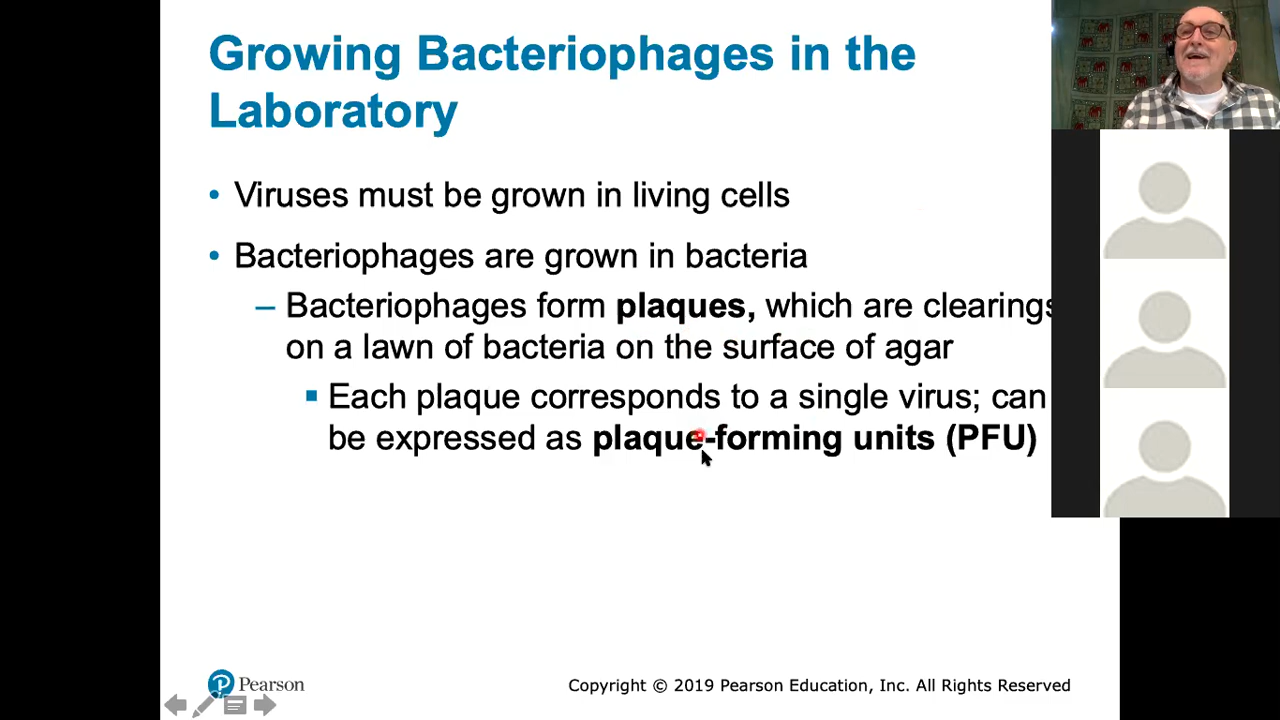 Growing Bacteriophages in the
Laboratory
• Viruses must be grown in living cells
• Bacteriophages are grown in bacteria
– Bacteriophages form plaques, which are clearings
on a lawn of bacteria on the surface of agar
▪ Each plaque corresponds to a single virus; can
be expressed as plaque-forming units (PFU)
P Pearson
Copyright © 2019 Pearson Education, Inc. All Rights Reserved